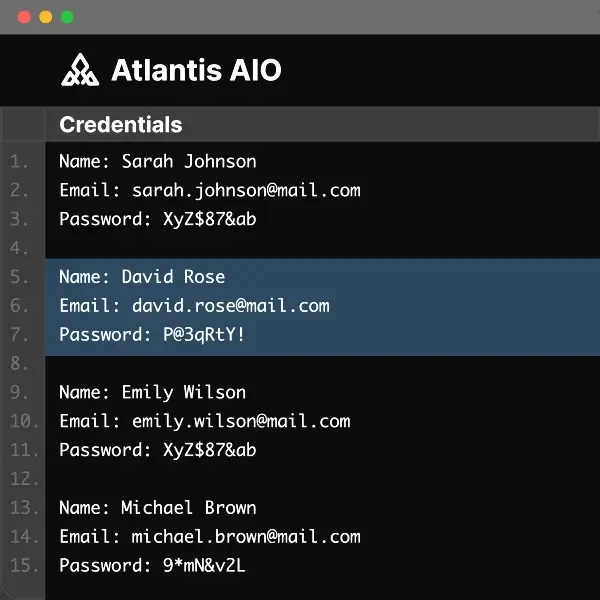 Atlantis AIO
Credentials
1. Name: Sarah Johnson
2. Email: sarah.johnson@mail.com
3. Password: XyZ$87&ab
4.
5. Name: David Rose
6. Email: david.rose@mail.com
7. Password: P@3qRtY!
8.
9. Name: Emily Wilson
10. Email: emily.wilson@mail.com
11. Password: XyZ$87&ab
12.
13. Name: Michael Brown
14. Email: michael.brown@mail.com
15. Password: 9*mN&v2L